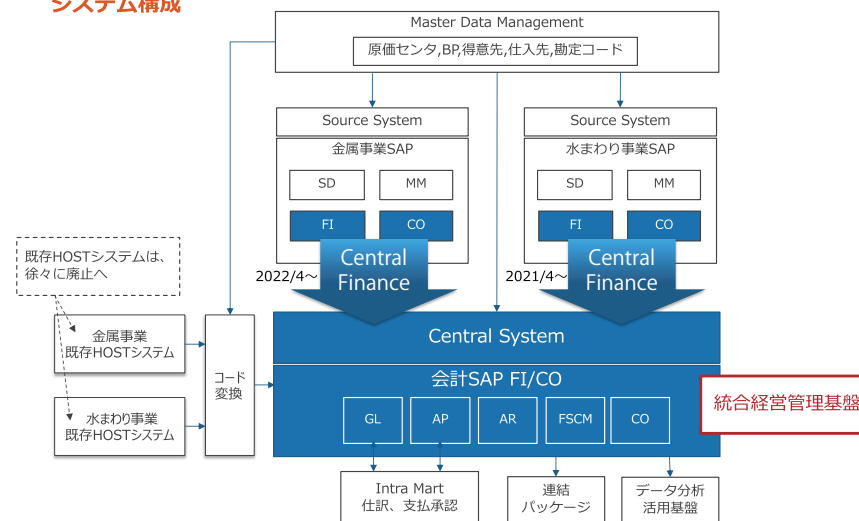 システム構成
Master Data Management
原価センタ,BP,得意先,仕入先,勘定コード
Source System
金属事業SAP
SD
MM
FI
CO
Source System
水まわり事業SAP
SD
MM
FI
CO
既存HOSTシステムは、
徐々に廃止へ
2022/4～
Central
Finance
2021/4～
Central
Finance
金属事業
既存HOSTシステム
水まわり事業
既存HOSTシステム
コード
変換
Central System
会計SAP FI/CO
GL
AP
AR
FSCM
CO
統合経営管理基盤
Intra Mart
仕訳、支払承認
連結
パッケージ
データ分析
活用基盤